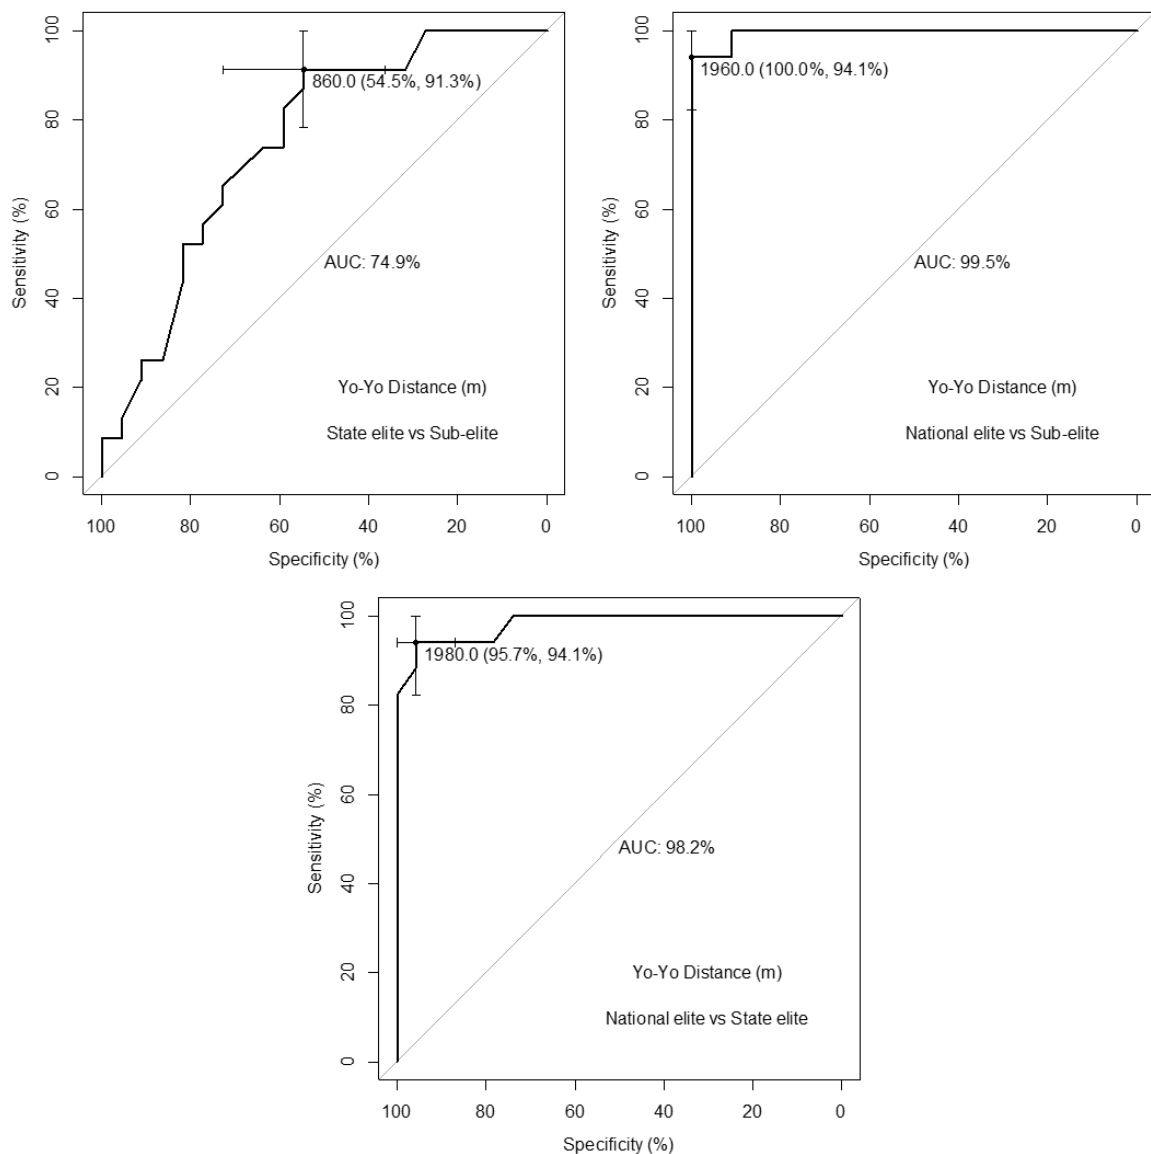 100
80
60
40
20
0
Sensitivity (%)
860.0 (54.5%, 91.3%)
AUC: 74.9%
Yo-Yo Distance (m)
State elite vs Sub-elite
100 80 60 40 20 0
Specificity (%)
100
80
60
40
20
0
Sensitivity (%)
1960.0 (100.0%, 94.1%)
AUC: 99.5%
Yo-Yo Distance (m)
National elite vs Sub-elite
100 80 60 40 20 0
Specificity (%)
100
80
60
40
20
0
Sensitivity (%)
1980.0 (95.7%, 94.1%)
AUC: 98.2%
Yo-Yo Distance (m)
National elite vs State elite
100 80 60 40 20 0
Specificity (%)